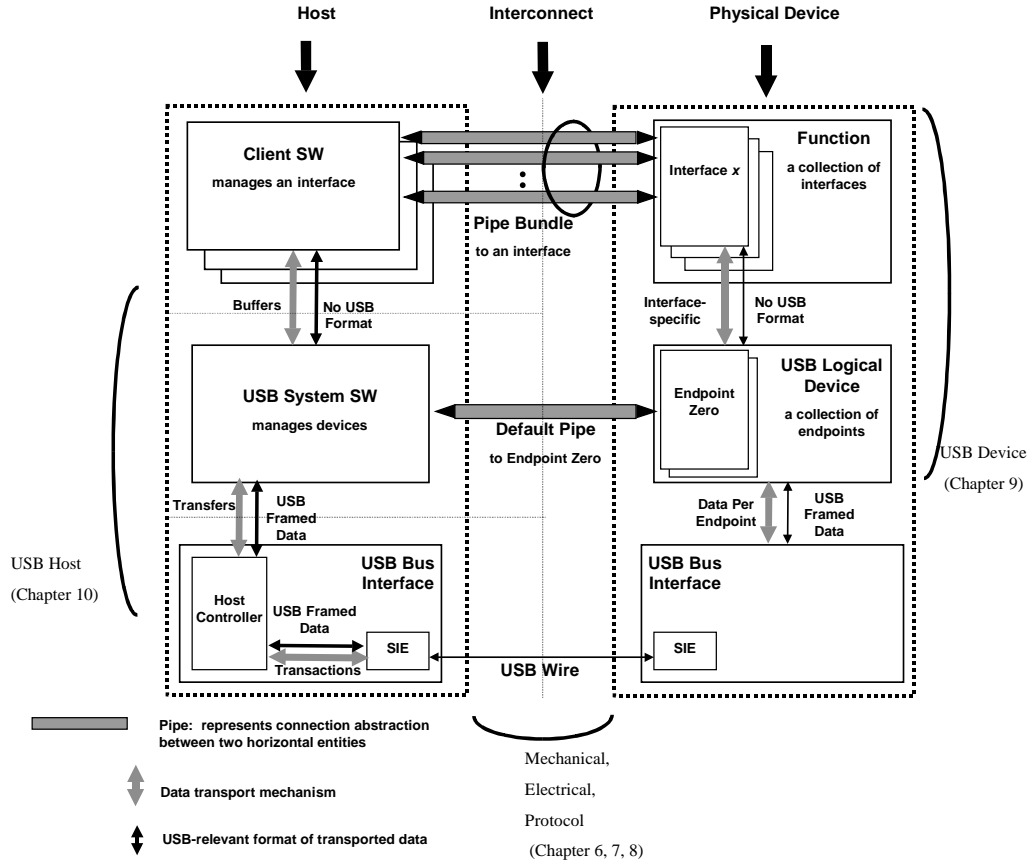 Host
Interconnect
Physical Device
Client SW
manages an interface
Pipe Bundle
to an interface
Interface x
Function
a collection of
interfaces
Buffers
No USB
Format
Interface-
specific
No USB
Format
USB System SW
manages devices
Default Pipe
to Endpoint Zero
Endpoint
Zero
USB Logical
Device
a collection of
endpoints
USB Device
(Chapter 9)
Transfers
USB
Framed
Data
Data Per
Endpoint
USB
Framed
Data
USB Host
(Chapter 10)
USB Bus
Interface
Host
Controller
USB Framed
Data
Transactions
SIE
USB Wire
USB Bus
Interface
SIE
Pipe: represents connection abstraction
between two horizontal entities
Data transport mechanism
USB-relevant format of transported data
Mechanical,
Electrical,
Protocol
(Chapter 6, 7, 8)